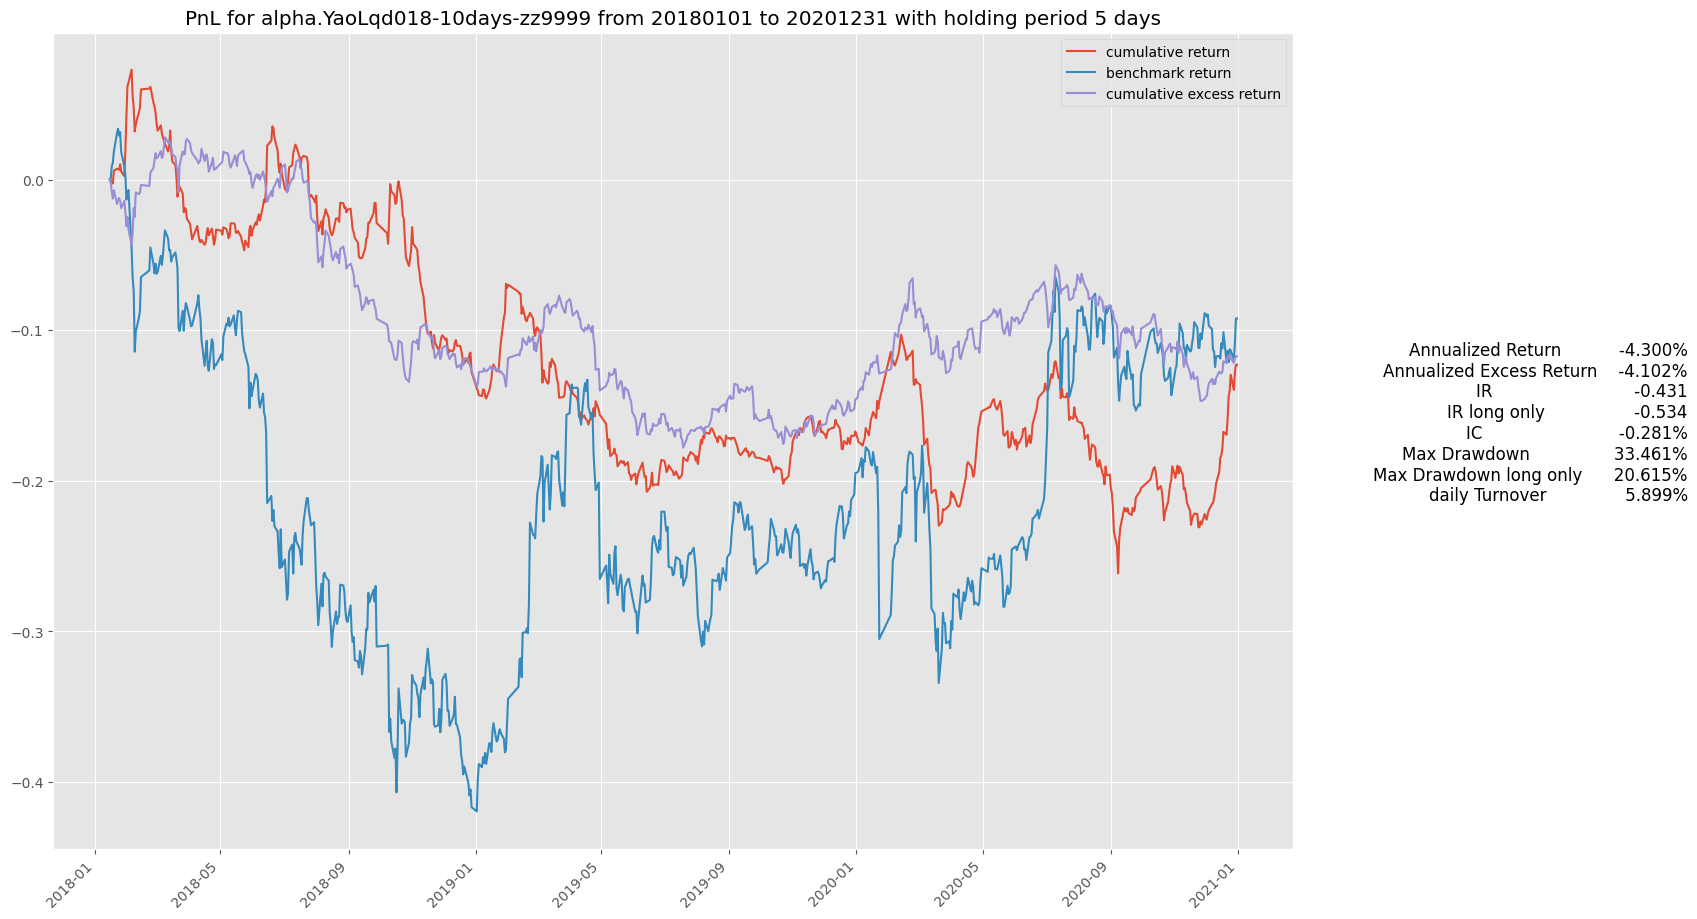 PnL for alpha.YaoLqd018-10days-zz9999 from 20180101 to 20201231 with holding period 5 days
cumulative return
benchmark return
cumulative excess return
0.0
−0.1
−0.2
−0.3
−0.4
2018-01
2018-05
2018-09
2019-01
2019-05
2019-09
2020-01
2020-05
2020-09
2021-01
Annualized Return -4.300%
Annualized Excess Return -4.102%
IR -0.431
IR long only -0.534
IC -0.281%
Max Drawdown 33.461%
Max Drawdown long only 20.615%
daily Turnover 5.899%